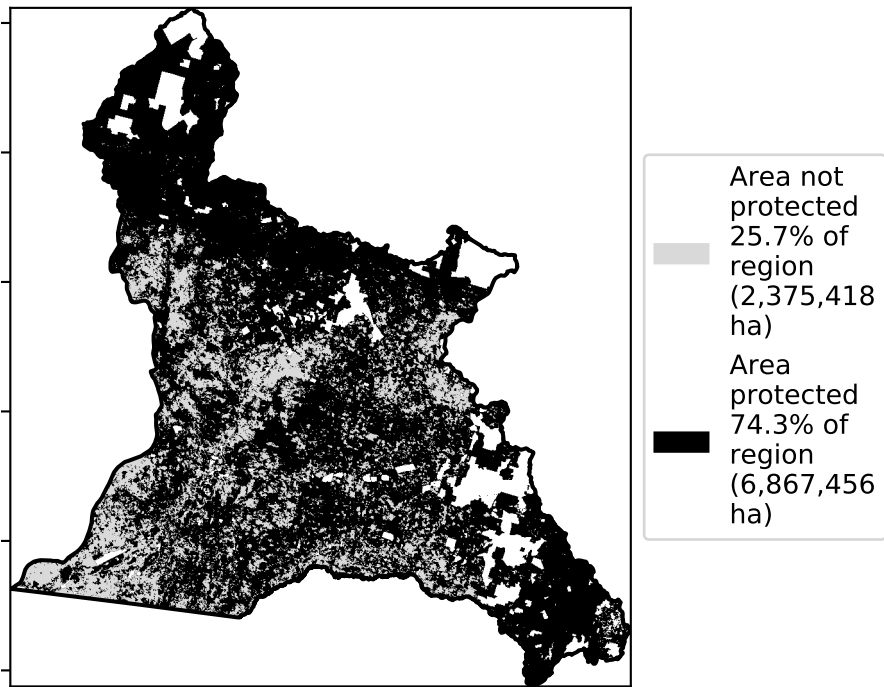 Area not
protected
25.7% of
region
(2,375,418
ha)
Area
protected
74.3% of
region
(6,867,456
ha)